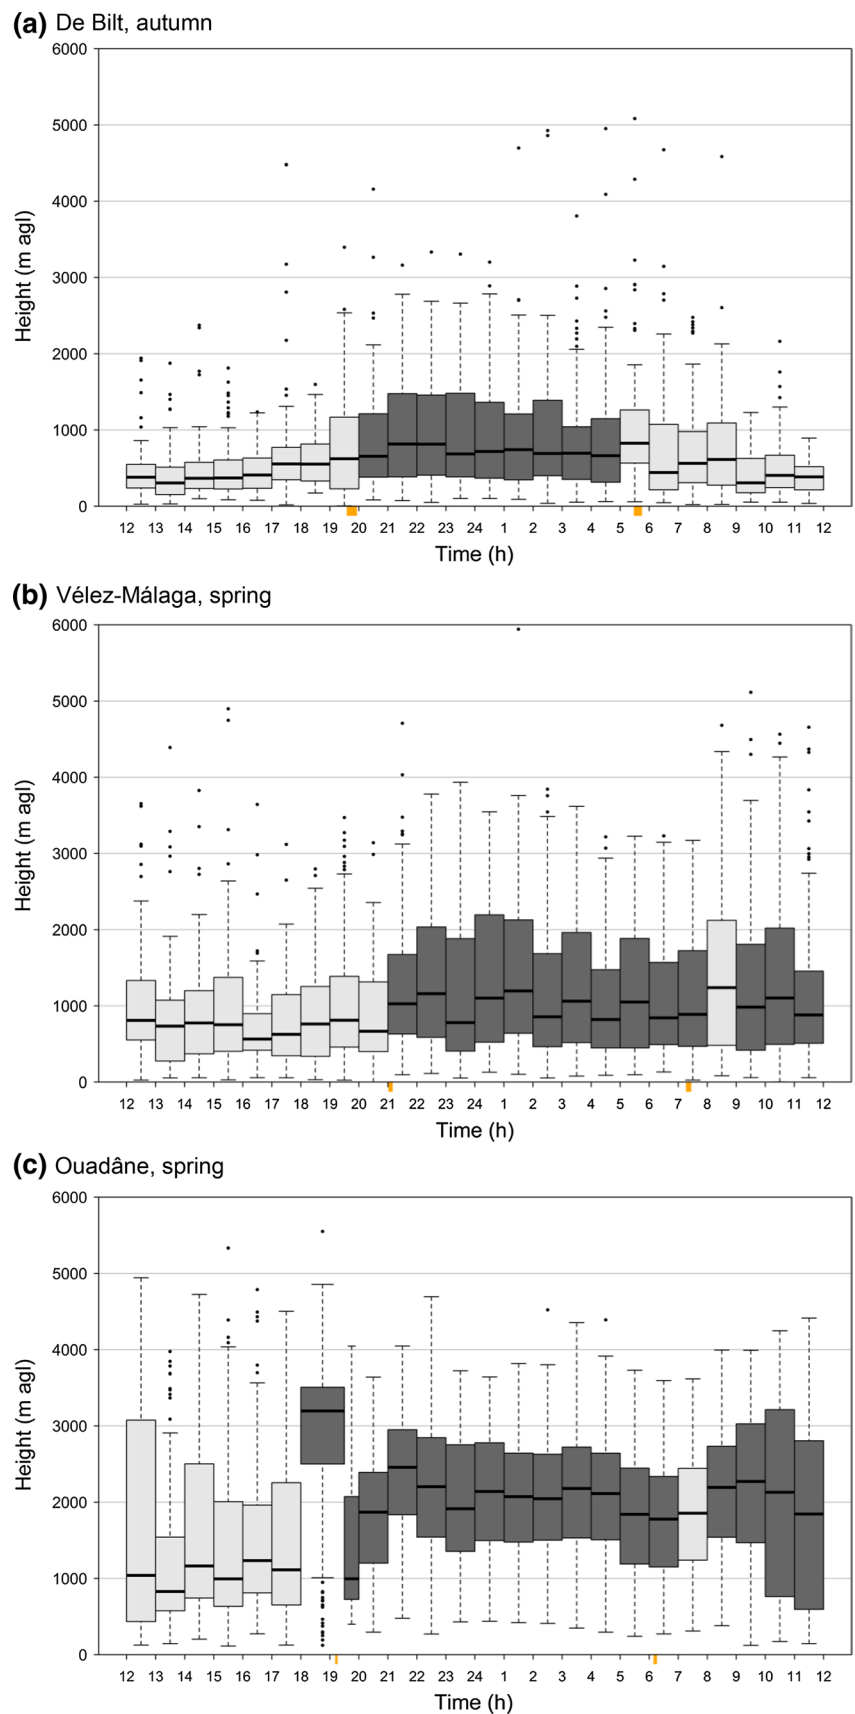 (a) De Bilt, autumn
6000
5000
4000
3000
2000
1000
0
Height (m agl)
12 13 14 15 16 17 18 19 20 21 22 23 24 1 2 3 4 5 6 7 8 9 10 11 12
Time (h)
(b) Vélez-Málaga, spring
6000
5000
4000
3000
2000
1000
0
Height (m agl)
12 13 14 15 16 17 18 19 20 21 22 23 24 1 2 3 4 5 6 7 8 9 10 11 12
Time (h)
(c) Ouadâne, spring
6000
5000
4000
3000
2000
1000
0
Height (m agl)
12 13 14 15 16 17 18 19 20 21 22 23 24 1 2 3 4 5 6 7 8 9 10 11 12
Time (h)